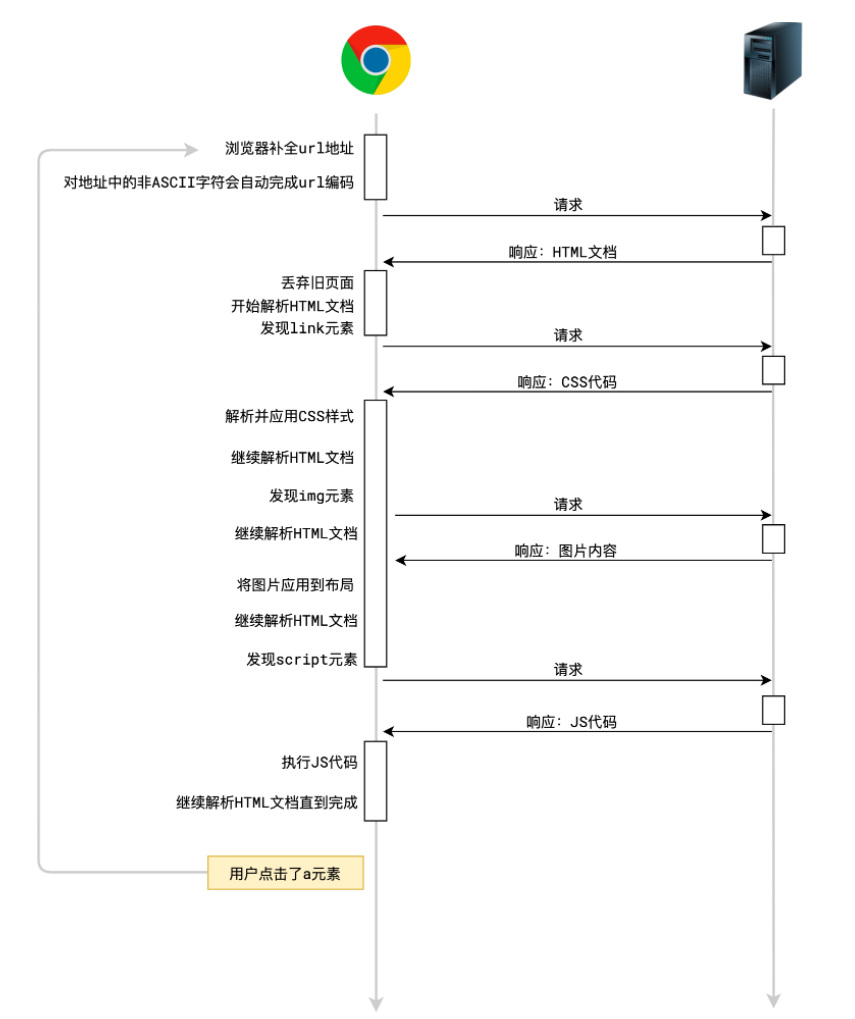 浏览器补全url地址
对地址中的非ASCII字符会自动完成url编码
请求
响应：HTML文档
丢弃旧页面
开始解析HTML文档
发现link元素
请求
响应：CSS代码
解析并应用CSS样式
继续解析HTML文档
发现img元素
请求
继续解析HTML文档
响应：图片内容
将图片应用到布局
继续解析HTML文档
发现script元素
请求
响应：JS代码
执行JS代码
继续解析HTML文档直到完成
用户点击了a元素